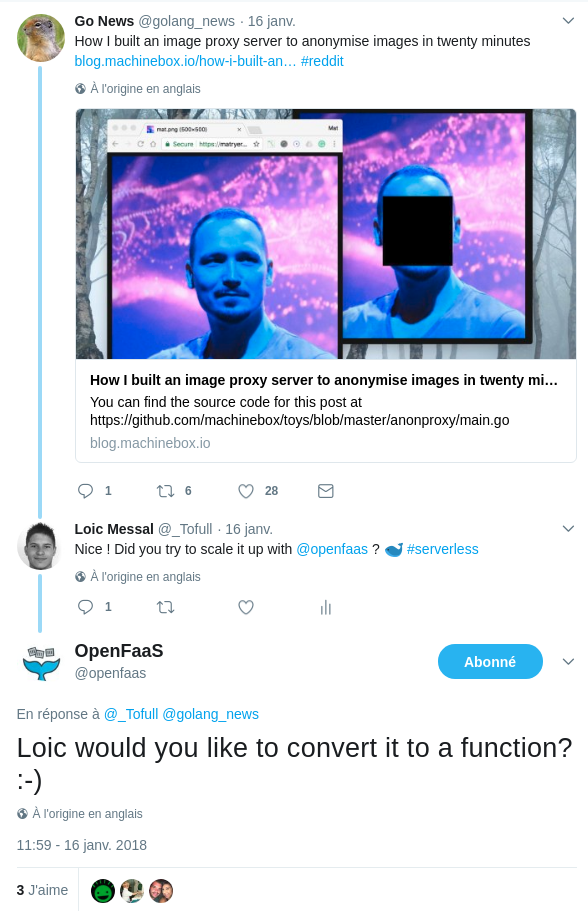 Go News @golang_news · 16 janv.
How I built an image proxy server to anonymise images in twenty minutes
blog.machinebox.io/how-i-built-an… #reddit
À l'origine en anglais
mat.png (500×500) × Mat
Secure https://matryer...
How I built an image proxy server to anonymise images in twenty mi…
You can find the source code for this post at
https://github.com/machinebox/toys/blob/master/anonproxy/main.go
blog.machinebox.io
1 6 28
Loic Messal @_Tofull · 16 janv.
Nice ! Did you try to scale it up with @openfaas ? 🐳 #serverless
À l'origine en anglais
1
OpenFaaS
@openfaas
Abonné
En réponse à @_Tofull @golang_news
Loic would you like to convert it to a function?
:-)
À l'origine en anglais
11:59 - 16 janv. 2018
3 J'aime